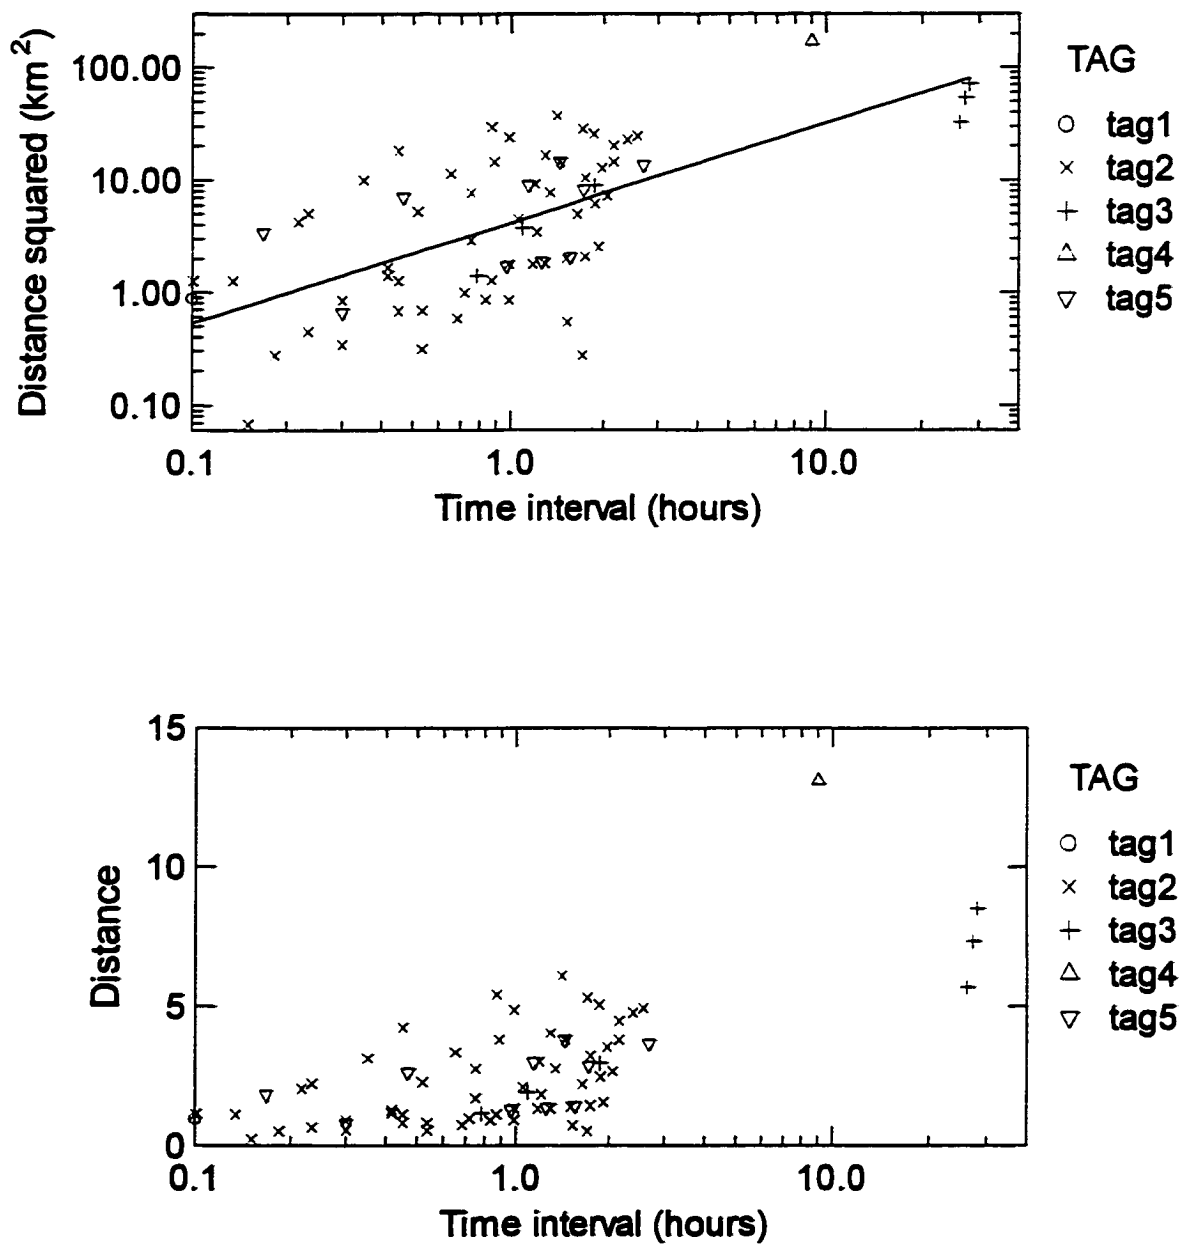 Distance squared (km²)
100.00
10.00
1.00
0.10
0.1 1.0 10.0
Time interval (hours)
TAG
tag1
tag2
tag3
tag4
tag5
Distance
15
10
5
0
0.1 1.0 10.0
Time interval (hours)
TAG
tag1
tag2
tag3
tag4
tag5